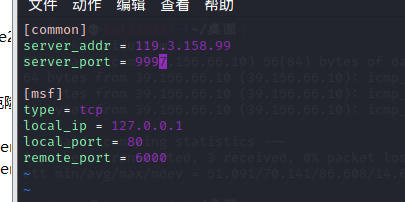 文件 动作 编辑 查看 帮助
[common]
server_addr = 119.3.158.99
server_port = 9997
[msf]
type = tcp
local_ip = 127.0.0.1
local_port = 80
remote_port = 6000
~
~